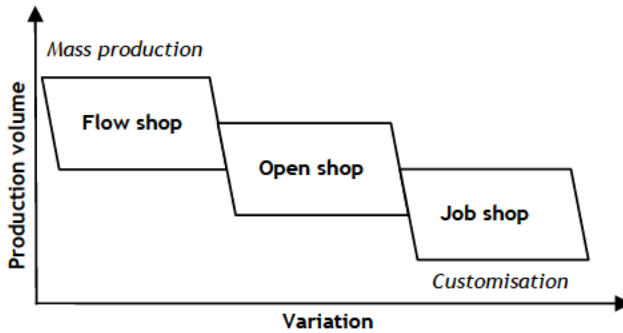 Mass production
Flow shop
Open shop
Job shop
Customisation
Production volume
Variation